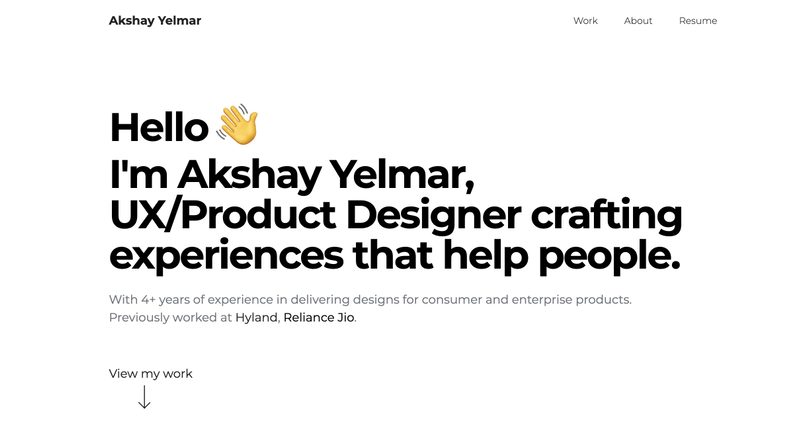 Akshay Yelmar
Work
About
Resume
Hello 👋
I'm Akshay Yelmar,
UX/Product Designer crafting
experiences that help people.
With 4+ years of experience in delivering designs for consumer and enterprise products.
Previously worked at Hyland, Reliance Jio.
View my work